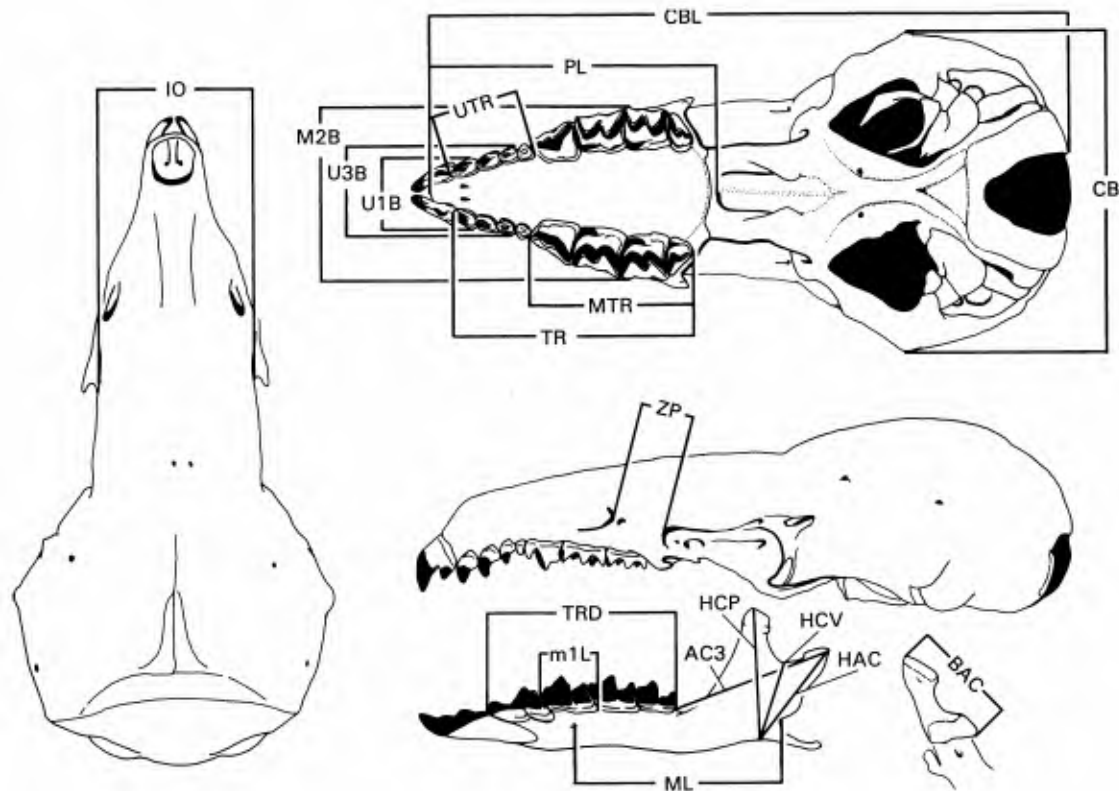 IO
CBL
PL
UTR
M2B
U3B
U1B
CB
MTR
TR
ZP
TRD
m1L
HCP
HCV
AC3
HAC
BAC
ML